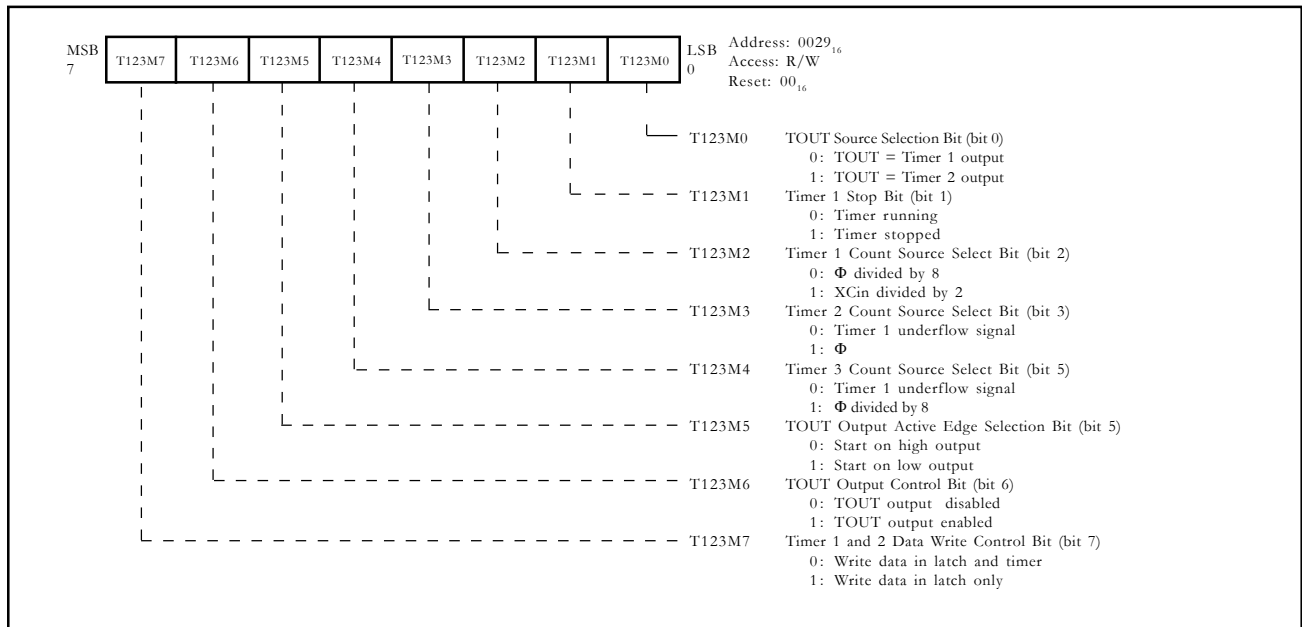 MSB 7 T123M7 T123M6 T123M5 T123M4 T123M3 T123M2 T123M1 T123M0 LSB 0
Address: 0029₁₆
Access: R/W
Reset: 00₁₆
T123M0 TOUT Source Selection Bit (bit 0)
0: TOUT = Timer 1 output
1: TOUT = Timer 2 output
T123M1 Timer 1 Stop Bit (bit 1)
0: Timer running
1: Timer stopped
T123M2 Timer 1 Count Source Select Bit (bit 2)
0: Φ divided by 8
1: XCin divided by 2
T123M3 Timer 2 Count Source Select Bit (bit 3)
0: Timer 1 underflow signal
1: Φ
T123M4 Timer 3 Count Source Select Bit (bit 5)
0: Timer 1 underflow signal
1: Φ divided by 8
T123M5 TOUT Output Active Edge Selection Bit (bit 5)
0: Start on high output
1: Start on low output
T123M6 TOUT Output Control Bit (bit 6)
0: TOUT output disabled
1: TOUT output enabled
T123M7 Timer 1 and 2 Data Write Control Bit (bit 7)
0: Write data in latch and timer
1: Write data in latch only